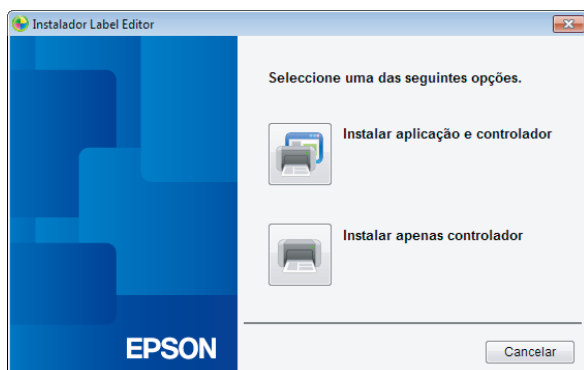 Instalador Label Editor
Seleccione uma das seguintes opções.
Instalar aplicação e controlador
Instalar apenas controlador
EPSON
Cancelar